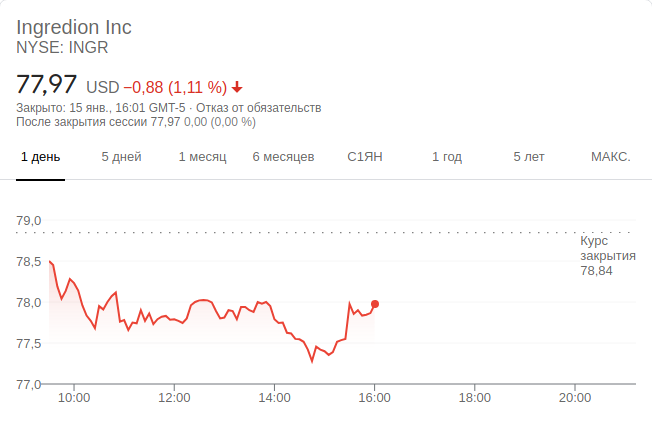 Ingredion Inc
NYSE: INGR
77,97 USD −0,88 (1,11 %)
Закрыто: 15 янв., 16:01 GMT-5 · Отказ от обязательств
После закрытия сессии 77,97 0,00 (0,00 %)
1 день 5 дней 1 месяц 6 месяцев С1ЯН 1 год 5 лет МАКС.
79,0
Курс
закрытия
78,84
78,5
78,0
77,5
77,0
10:00 12:00 14:00 16:00 18:00 20:00